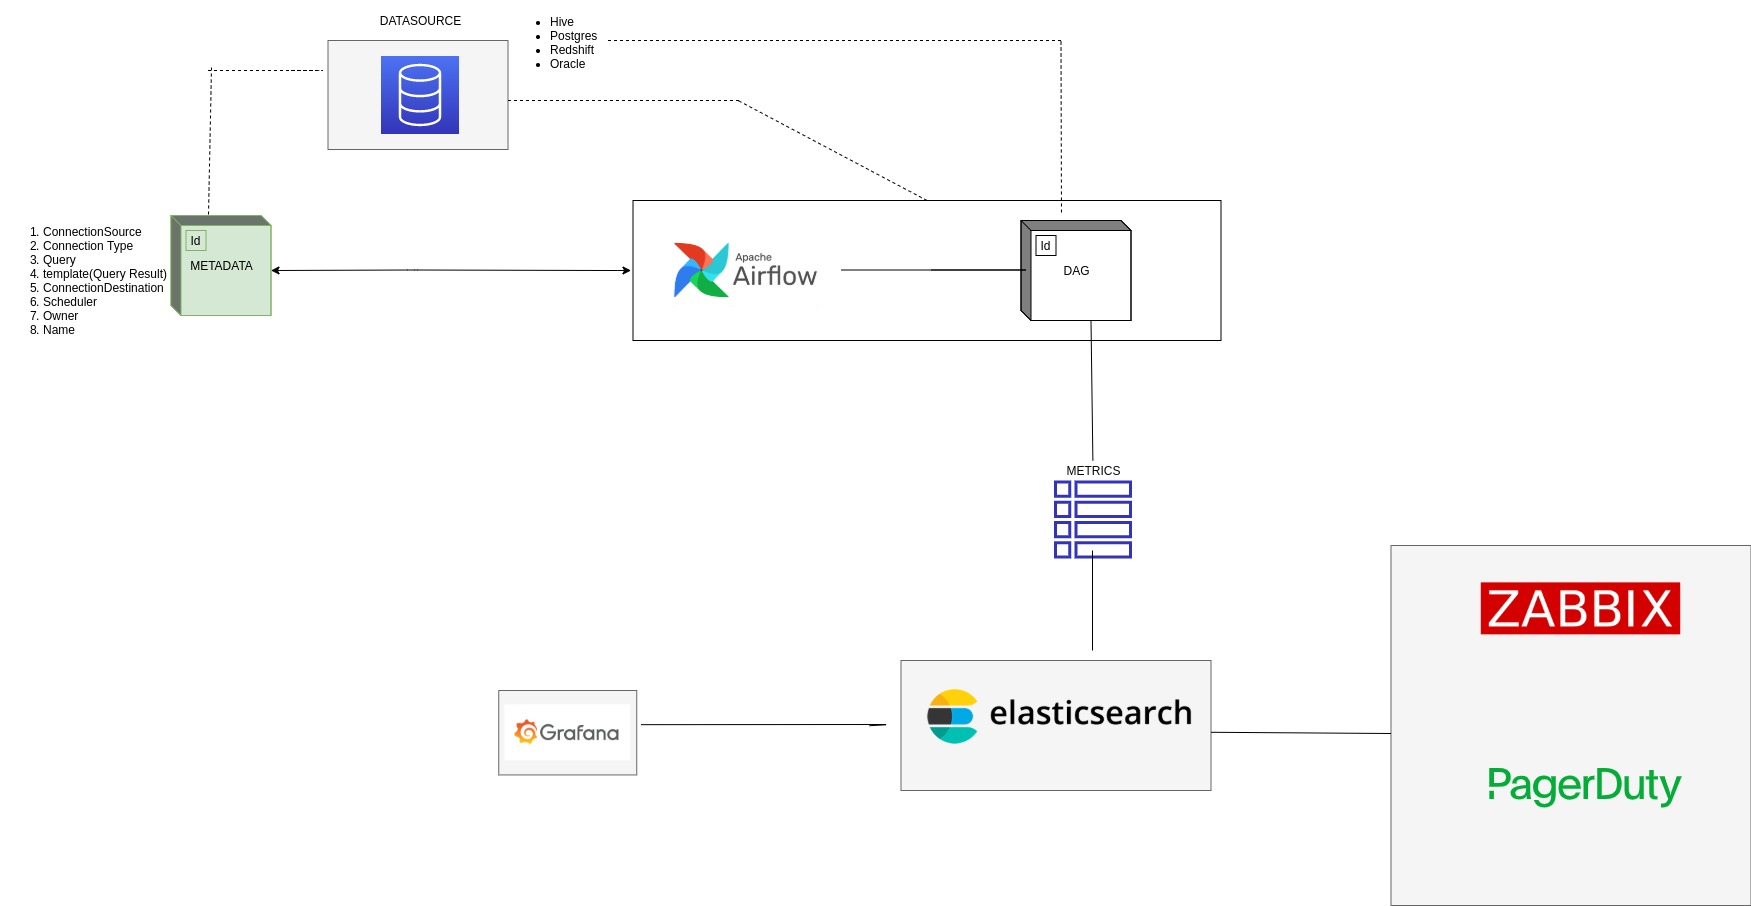 DATASOURCE
• Hive
• Postgres
• Redshift
• Oracle
1. ConnectionSource
2. Connection Type
3. Query
4. template(Query Result)
5. ConnectionDestination
6. Scheduler
7. Owner
8. Name
Id
METADATA
Apache
Airflow
Id
DAG
METRICS
ZABBIX
Grafana
elasticsearch
PagerDuty